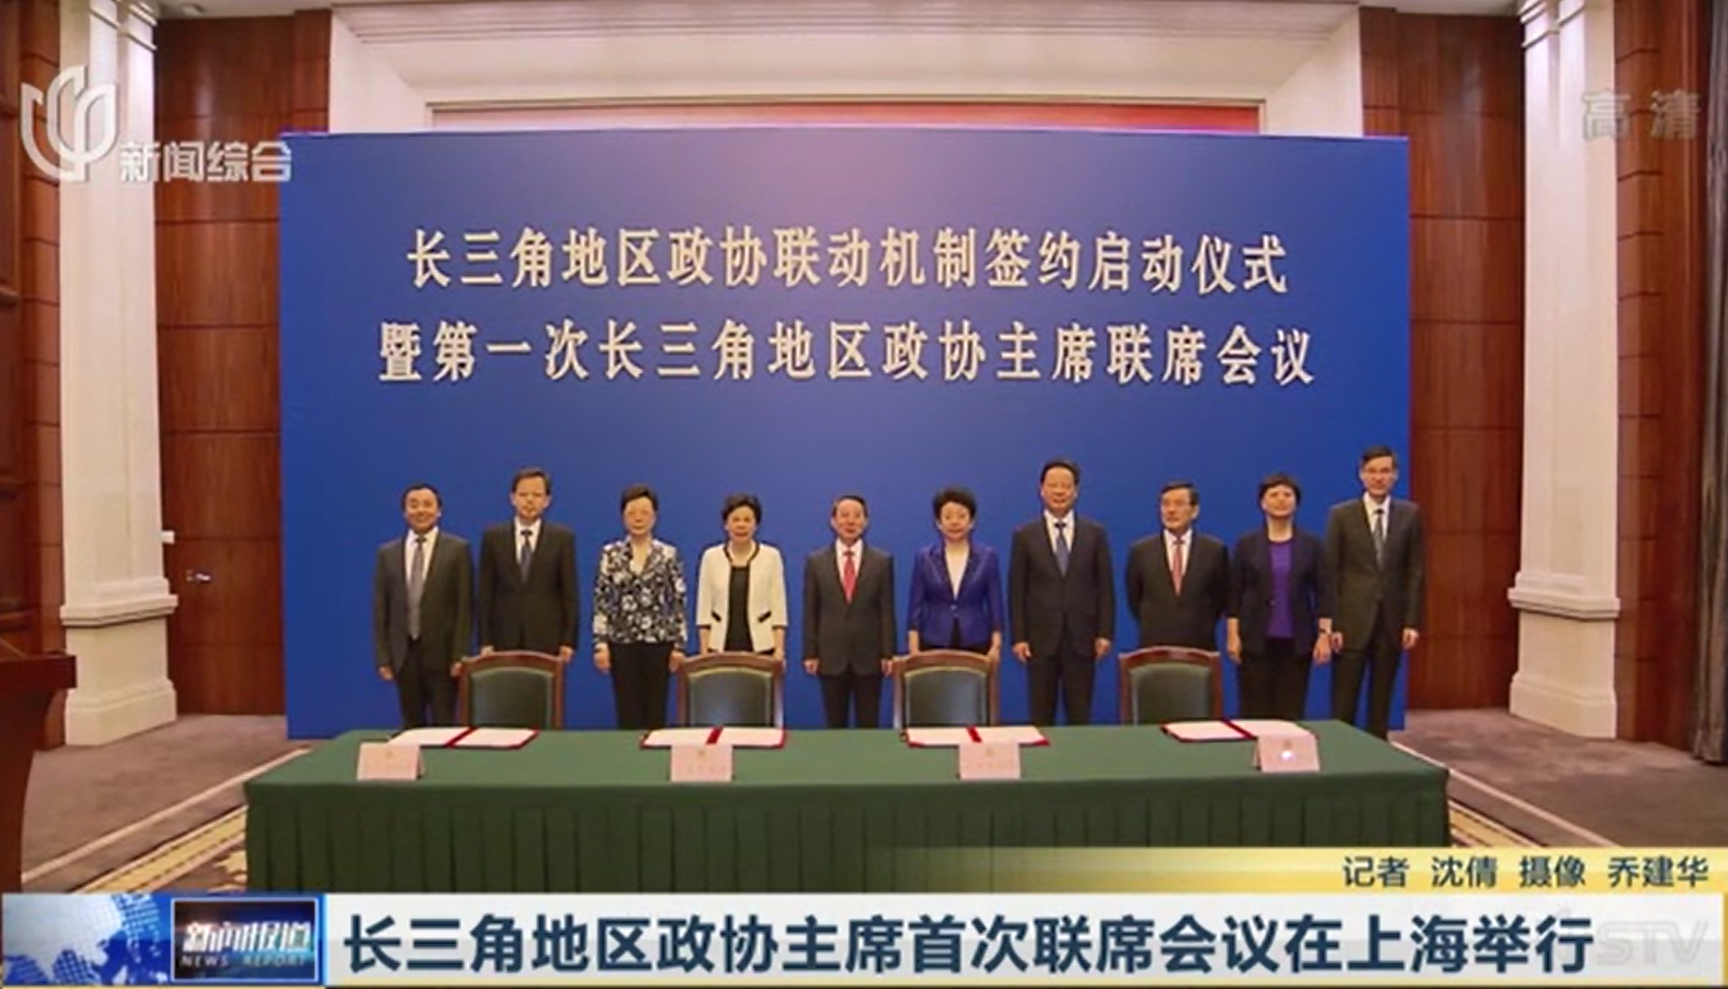 新闻综合
高清
长三角地区政协联动机制签约启动仪式
暨第一次长三角地区政协主席联席会议
记者 沈倩 摄像 乔建华
新闻报道
NEWS REPORT
长三角地区政协主席首次联席会议在上海举行
STV